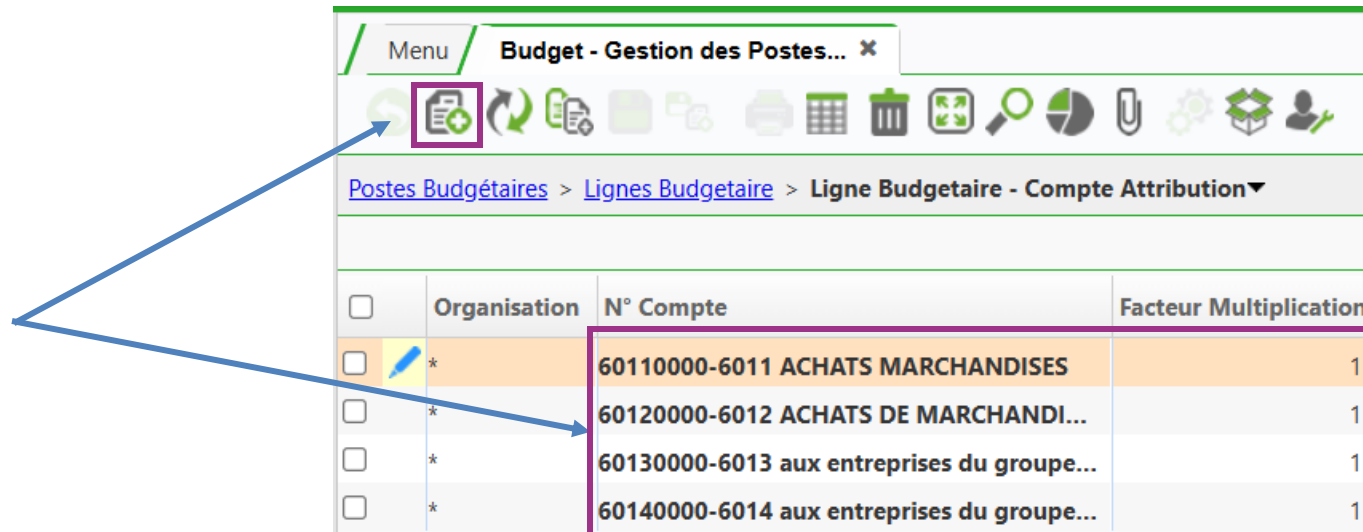 Menu Budget - Gestion des Postes...
Postes Budgétaires > Lignes Budgetaire > Ligne Budgetaire - Compte Attribution
Organisation N° Compte Facteur Multiplication
* 60110000-6011 ACHATS MARCHANDISES 1
* 60120000-6012 ACHATS DE MARCHANDI... 1
* 60130000-6013 aux entreprises du groupe... 1
* 60140000-6014 aux entreprises du groupe... 1